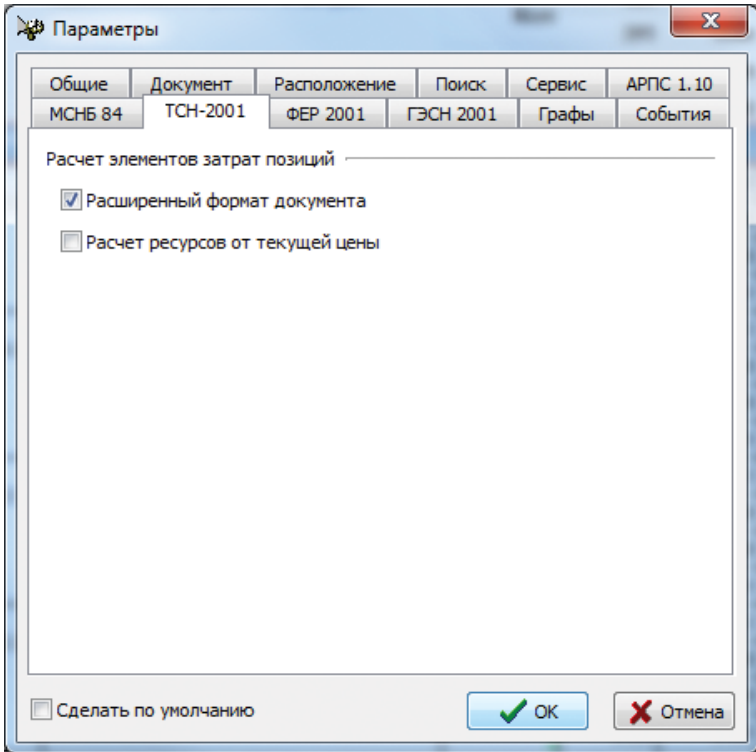 Параметры
Общие Документ Расположение Поиск Сервис АРПС 1.10
МСНБ 84 ТСН-2001 ФЕР 2001 ГЭСН 2001 Графы События
Расчет элементов затрат позиций
Расширенный формат документа
Расчет ресурсов от текущей цены
Сделать по умолчанию OK Отмена